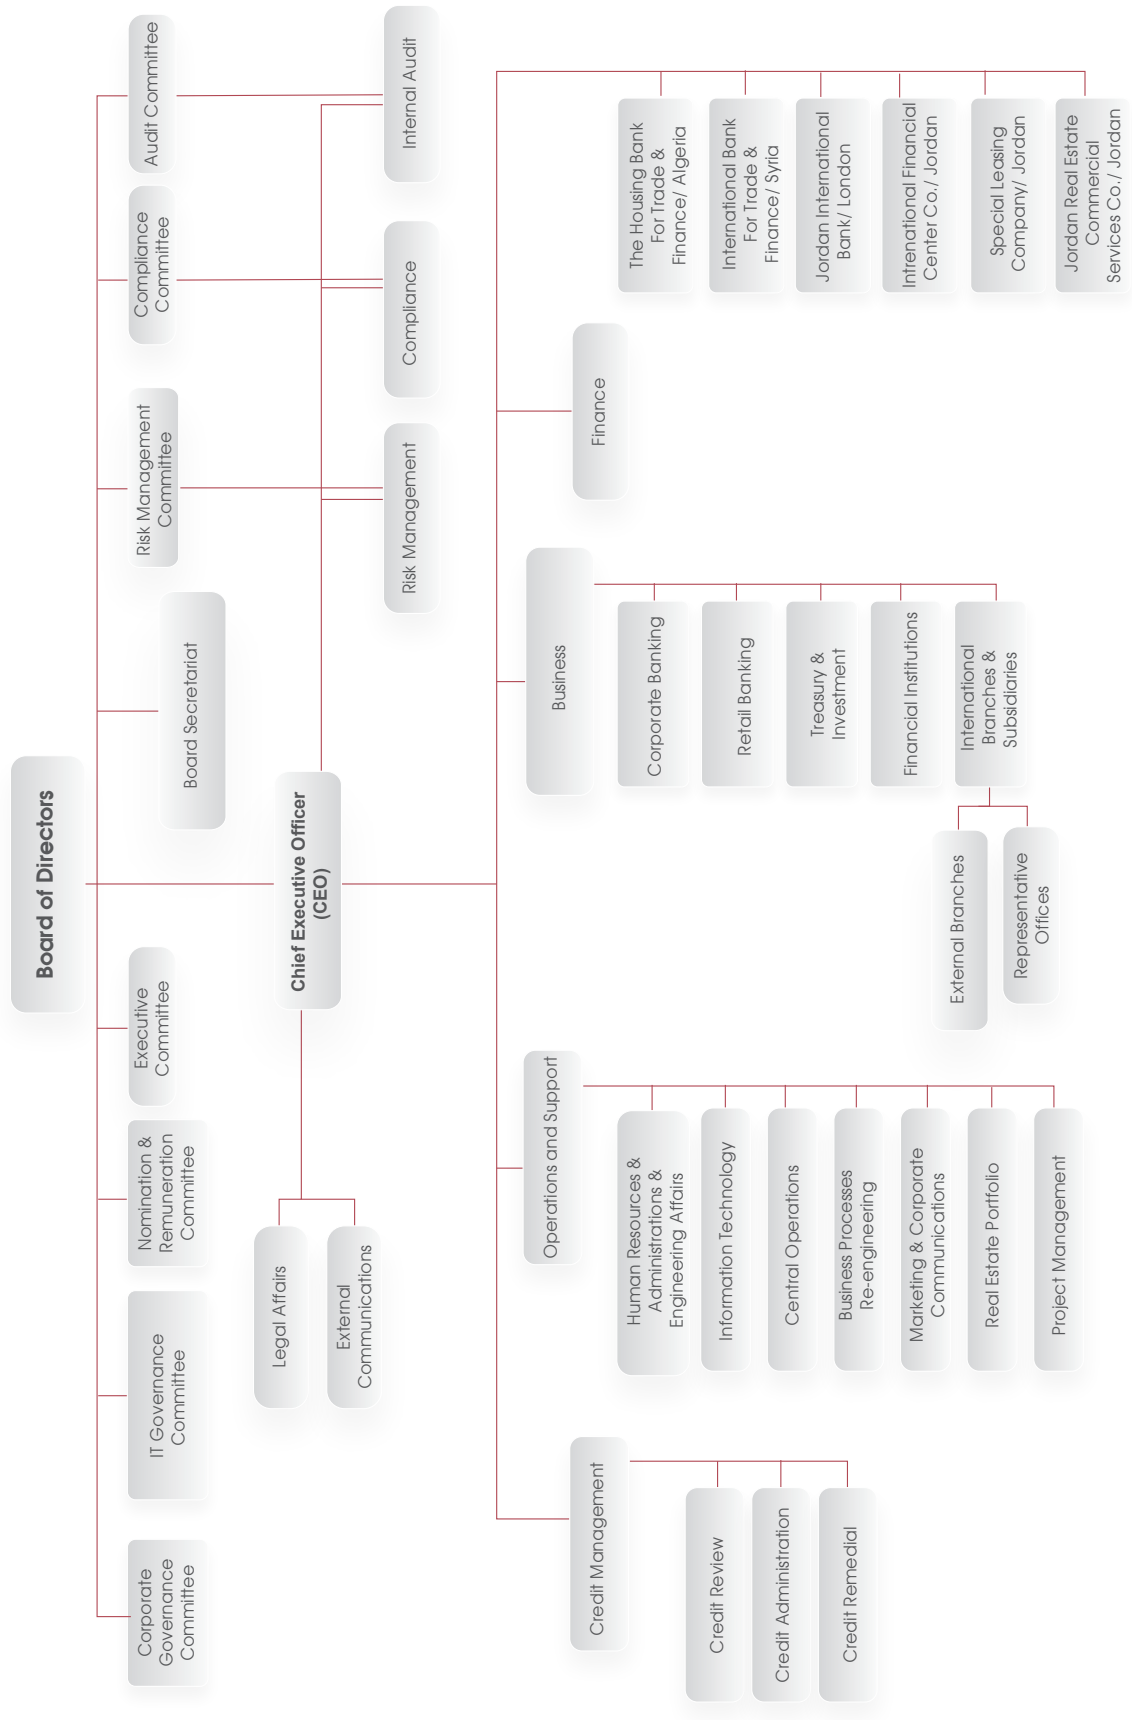 Board of Directors
Corporate
Governance
Committee
IT Governance
Committee
Nomination &
Remuneration
Committee
Executive
Committee
Board Secretariat
Risk Management
Committee
Compliance
Committee
Audit Committee
Chief Executive Officer
(CEO)
Legal Affairs
External
Communications
Risk Management
Compliance
Internal Audit
Credit Management
Credit Review
Credit Administration
Credit Remedial
Operations and Support
Human Resources &
Administrations &
Engineering Affairs
Information Technology
Central Operations
Business Processes
Re-engineering
Marketing & Corporate
Communications
Real Estate Portfolio
Project Management
Business
Corporate Banking
Retail Banking
Treasury &
Investment
Financial Institutions
International
Branches &
Subsidiaries
External Branches
Representative
Offices
Finance
The Housing Bank
For Trade &
Finance/ Algeria
International Bank
For Trade &
Finance/ Syria
Jordan International
Bank/ London
Intrenational Financial
Center Co./ Jordan
Special Leasing
Company/ Jordan
Jordan Real Estate
Commercial
Services Co./ Jordan